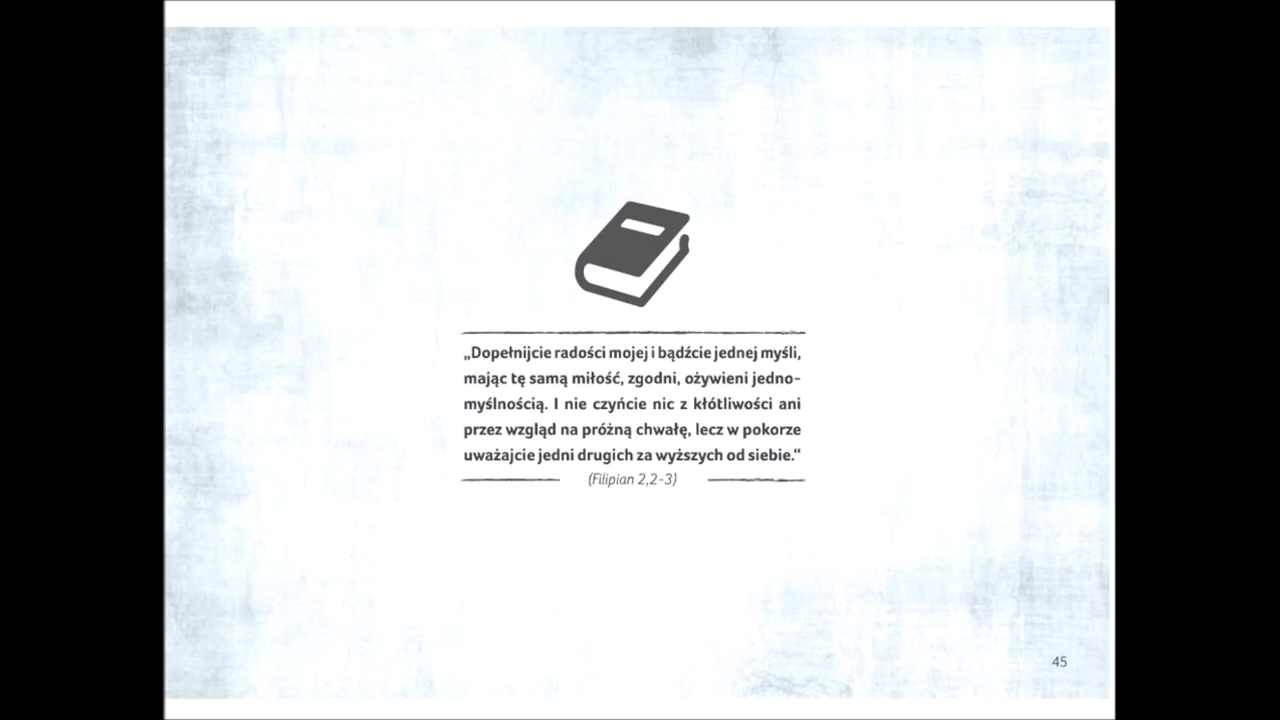 „Dopełnijcie radości mojej i bądźcie jednej myśli,
mając tę samą miłość, zgodni, ożywieni jedno-
myślnością. I nie czyńcie nic z kłótliwości ani
przez wzgląd na próżną chwałę, lecz w pokorze
uważajcie jedni drugich za wyższych od siebie.“
(Filipian 2,2-3)
45